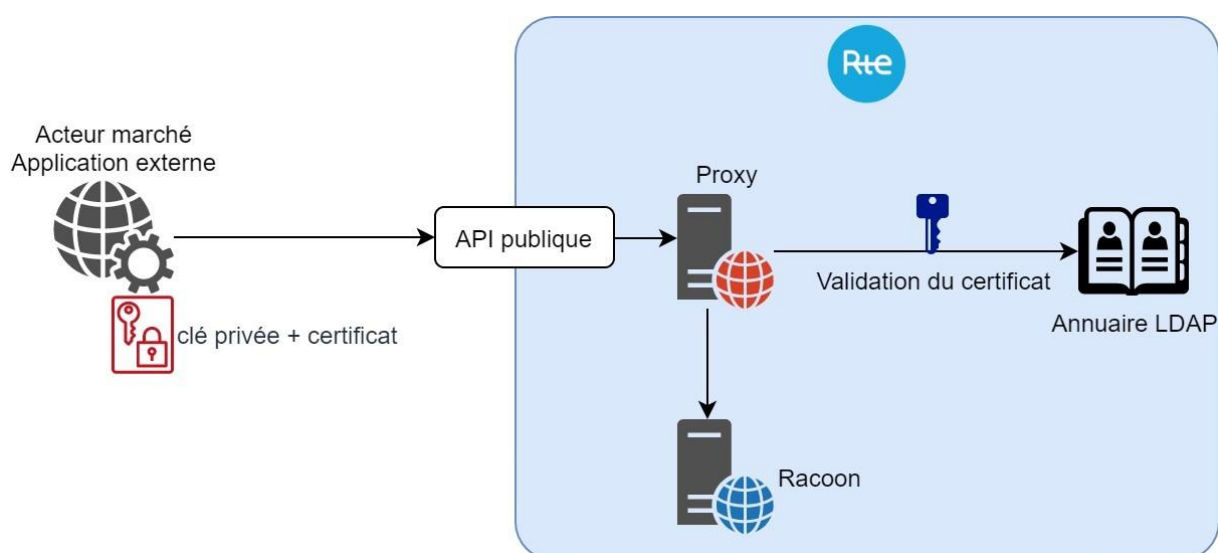 Rte
Acteur marché
Application externe
Proxy
API publique
Validation du certificat
Annuaire LDAP
clé privée + certificat
Racoon